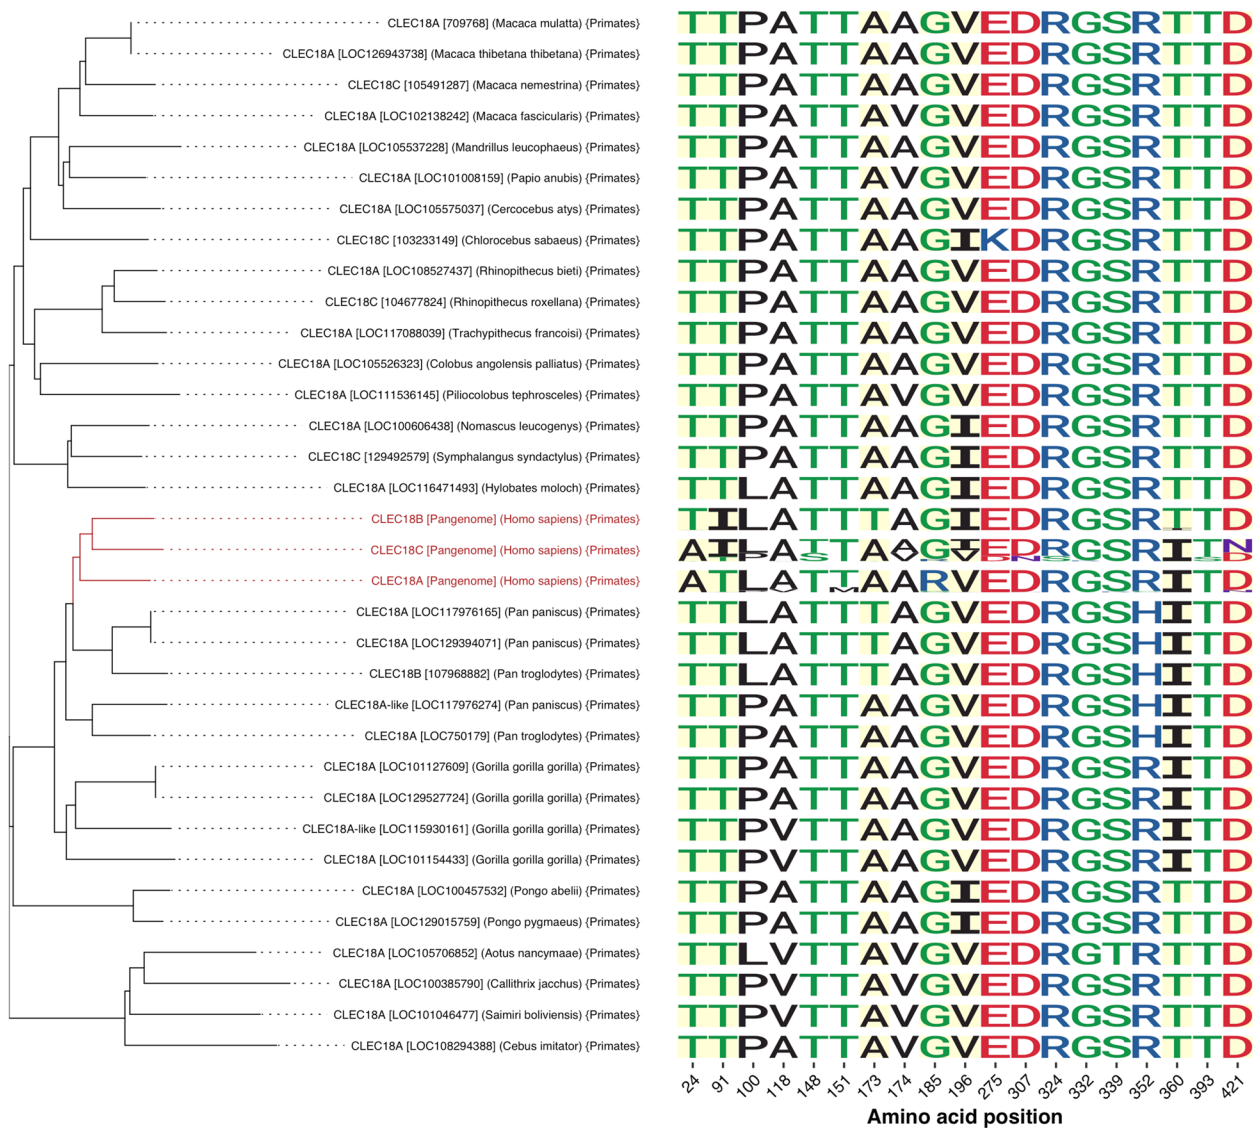 CLEC18A [709768] (Macaca mulatta) {Primates} TTPATTAAGVEDRGSRTTD
CLEC18A [LOC126943738] (Macaca thibetana thibetana) {Primates} TTPATTAAGVEDRGSRTTD
CLEC18C [105491287] (Macaca nemestrina) {Primates} TTPATTAAGVEDRGSRTTD
CLEC18A [LOC102138242] (Macaca fascicularis) {Primates} TTPATTAVGVEDRGSRTTD
CLEC18A [LOC105537228] (Mandrillus leucophaeus) {Primates} TTPATTAAGVEDRGSRTTD
CLEC18A [LOC101008159] (Papio anubis) {Primates} TTPATTAVGVEDRGSRTTD
CLEC18A [LOC105575037] (Cercocebus atys) {Primates} TTPATTAAGVEDRGSRTTD
CLEC18C [103233149] (Chlorocebus sabaeus) {Primates} TTPATTAAGIKDRGSRTTD
CLEC18A [LOC108527437] (Rhinopithecus bieti) {Primates} TTPATTAAGVEDRGSRTTD
CLEC18C [104677824] (Rhinopithecus roxellana) {Primates} TTPATTAAGVEDRGSRTTD
CLEC18A [LOC117088039] (Trachypithecus francoisi) {Primates} TTPATTAAGVEDRGSRTTD
CLEC18A [LOC105526323] (Colobus angolensis palliatus) {Primates} TTPATTAAGVEDRGSRTTD
CLEC18A [LOC111536145] (Piliocolobus tephrosceles) {Primates} TTPATTAVGVEDRGSRTTD
CLEC18A [LOC100606438] (Nomascus leucogenys) {Primates} TTPATTAAGIEDRGSRTTD
CLEC18C [129492579] (Symphalangus syndactylus) {Primates} TTPATTAAGIEDRGSRTTD
CLEC18A [LOC116471493] (Hylobates moloch) {Primates} TTLATTAAGIEDRGSRTTD
CLEC18B [Pangenome] (Homo sapiens) {Primates} TILATTTAGIEDRGSRTTD
CLEC18C [Pangenome] (Homo sapiens) {Primates}
CLEC18A [Pangenome] (Homo sapiens) {Primates} ATLATTAARVEDRGSRITD
CLEC18A [LOC117976165] (Pan paniscus) {Primates} TTLATTTAGVEDRGSHITD
CLEC18A [LOC129394071] (Pan paniscus) {Primates} TTLATTTAGVEDRGSHITD
CLEC18B [107968882] (Pan troglodytes) {Primates} TTLATTTAGVEDRGSHITD
CLEC18A-like [LOC117976274] (Pan paniscus) {Primates} TTPATTAAGVEDRGSHITD
CLEC18A [LOC750179] (Pan troglodytes) {Primates} TTPATTAAGVEDRGSHITD
CLEC18A [LOC101127609] (Gorilla gorilla gorilla) {Primates} TTPATTAAGVEDRGSRITD
CLEC18A [LOC129527724] (Gorilla gorilla gorilla) {Primates} TTPATTAAGVEDRGSRITD
CLEC18A-like [LOC115930161] (Gorilla gorilla gorilla) {Primates} TTPVTTAAGVEDRGSRITD
CLEC18A [LOC101154433] (Gorilla gorilla gorilla) {Primates} TTPVTTAAGVEDRGSRITD
CLEC18A [LOC100457532] (Pongo abelii) {Primates} TTPATTAAGIEDRGSRTTD
CLEC18A [LOC129015759] (Pongo pygmaeus) {Primates} TTPATTAAGIEDRGSRTTD
CLEC18A [LOC105706852] (Aotus nancymaae) {Primates} TTLVTTAVGVEDRGTRTTD
CLEC18A [LOC100385790] (Callithrix jacchus) {Primates} TTPVTTAVGVEDRGSRTTD
CLEC18A [LOC101046477] (Saimiri boliviensis) {Primates} TTPVTTAVGVEDRGSRTTD
CLEC18A [LOC108294388] (Cebus imitator) {Primates} TTPATTAVGVEDRGSRTTD
24 91 100 118 148 151 173 174 185 196 275 307 324 332 339 352 360 393 421
Amino acid position